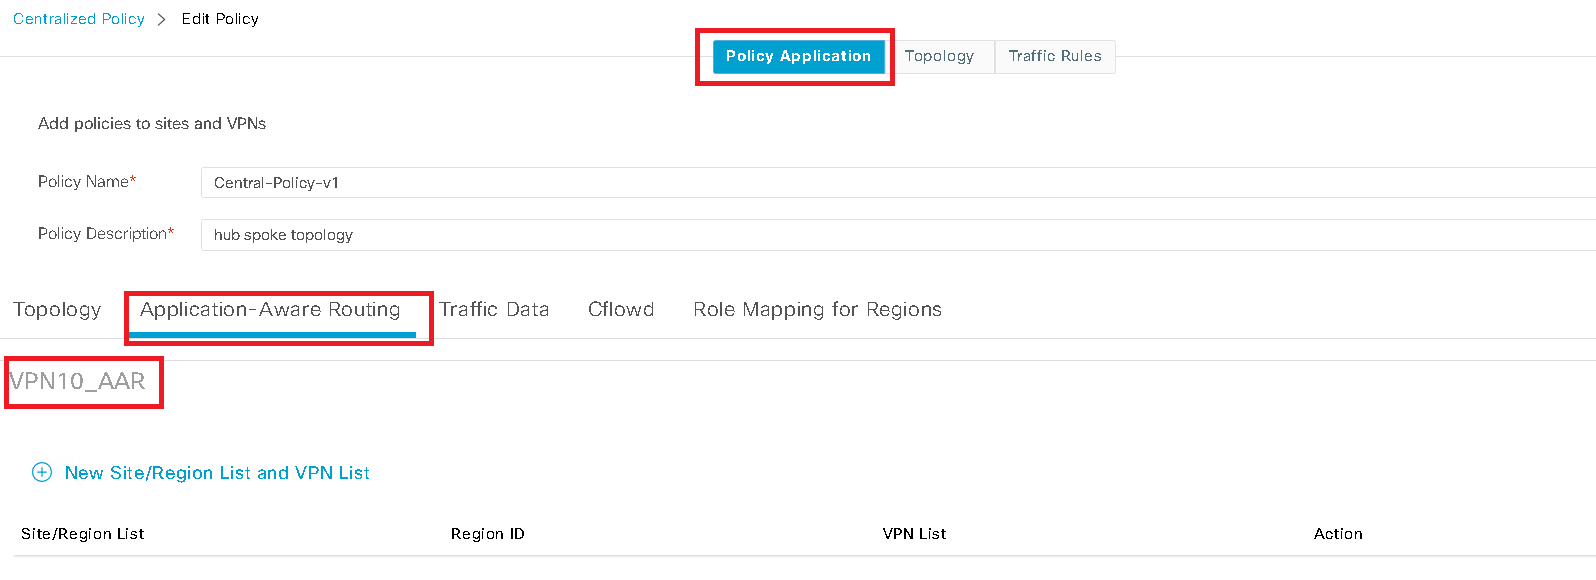 Centralized Policy > Edit Policy
Policy Application Topology Traffic Rules
Add policies to sites and VPNs
Policy Name* Central-Policy-v1
Policy Description* hub spoke topology
Topology Application-Aware Routing Traffic Data Cflowd Role Mapping for Regions
VPN10_AAR
New Site/Region List and VPN List
Site/Region List Region ID VPN List Action